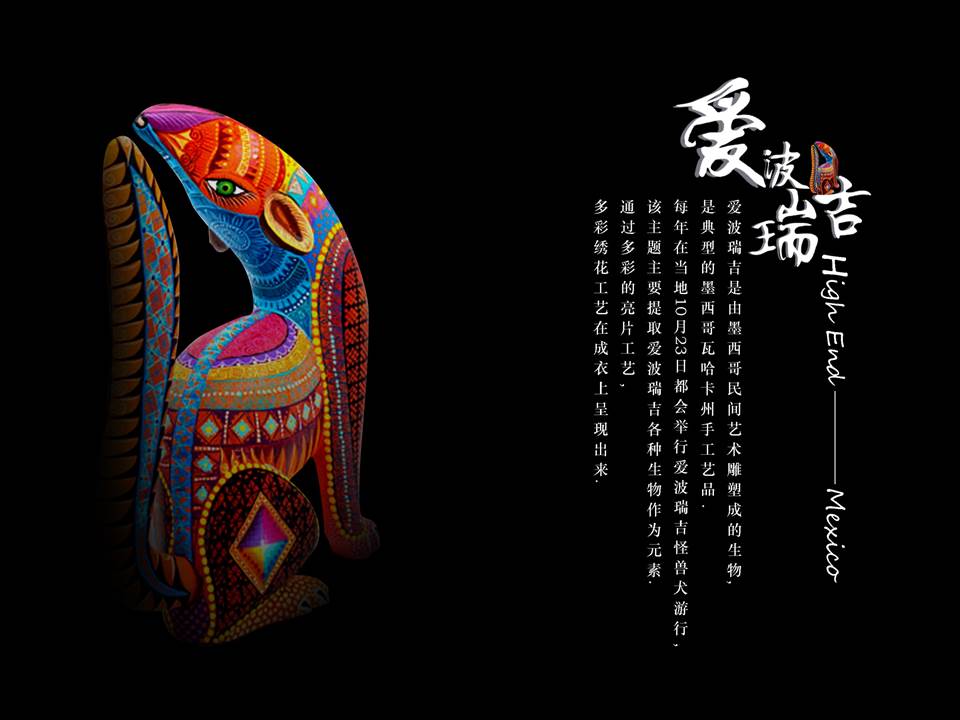 爱波瑞吉
High End
Mexico
爱波瑞吉是由墨西哥民间艺术雕塑成的生物,
是典型的墨西哥瓦哈卡州手工艺品.
每年在当地10月23日都会举行爱波瑞吉怪兽犬游行,
该主题主要提取爱波瑞吉各种生物作为元素.
通过多彩的亮片工艺,
多彩绣花工艺在成衣上呈现出来.